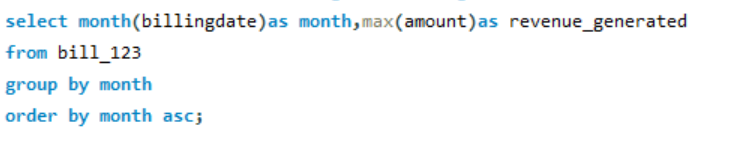 select month(billingdate)as month,max(amount)as revenue_generated
from bill_123
group by month
order by month asc;